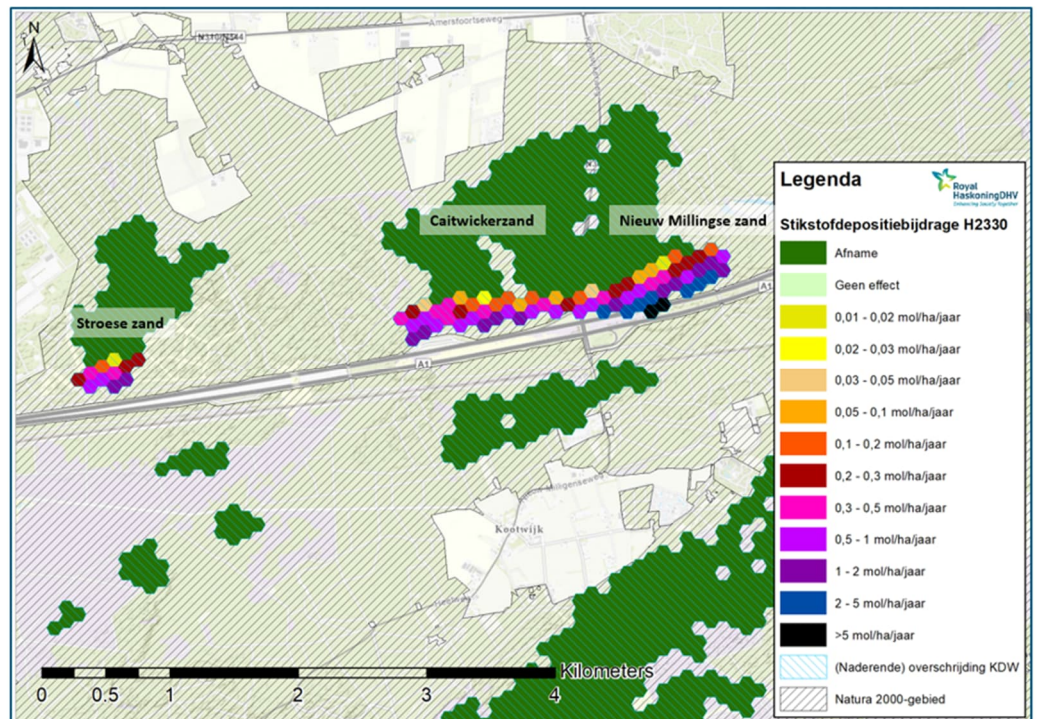 N
Amersfoortseweg
N310/N344
Caitwickerzand
Nieuw Millingse zand
Stroese zand
A1
A1
Kootwijk
Kilometers
0 0.5 1 2 3 4
Legenda
Royal
HaskoningDHV
Enhancing Society Together
Stikstofdepositiebijdrage H2330
Afname
Geen effect
0,01 - 0,02 mol/ha/jaar
0,02 - 0,03 mol/ha/jaar
0,03 - 0,05 mol/ha/jaar
0,05 - 0,1 mol/ha/jaar
0,1 - 0,2 mol/ha/jaar
0,2 - 0,3 mol/ha/jaar
0,3 - 0,5 mol/ha/jaar
0,5 - 1 mol/ha/jaar
1 - 2 mol/ha/jaar
2 - 5 mol/ha/jaar
>5 mol/ha/jaar
(Naderende) overschrijding KDW
Natura 2000-gebied